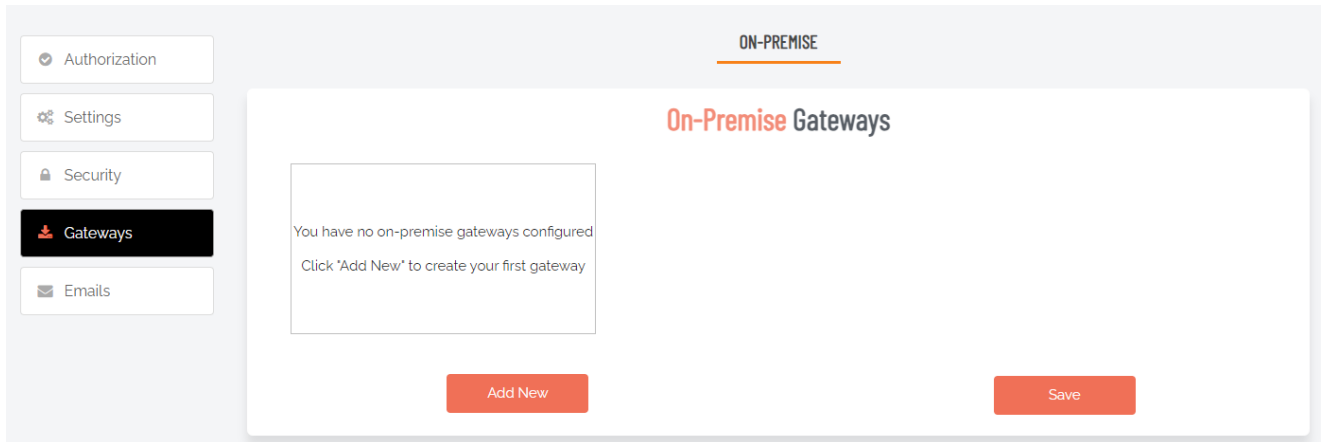 Authorization
Settings
Security
Gateways
Emails
ON-PREMISE
On-Premise Gateways
You have no on-premise gateways configured
Click "Add New" to create your first gateway
Add New
Save